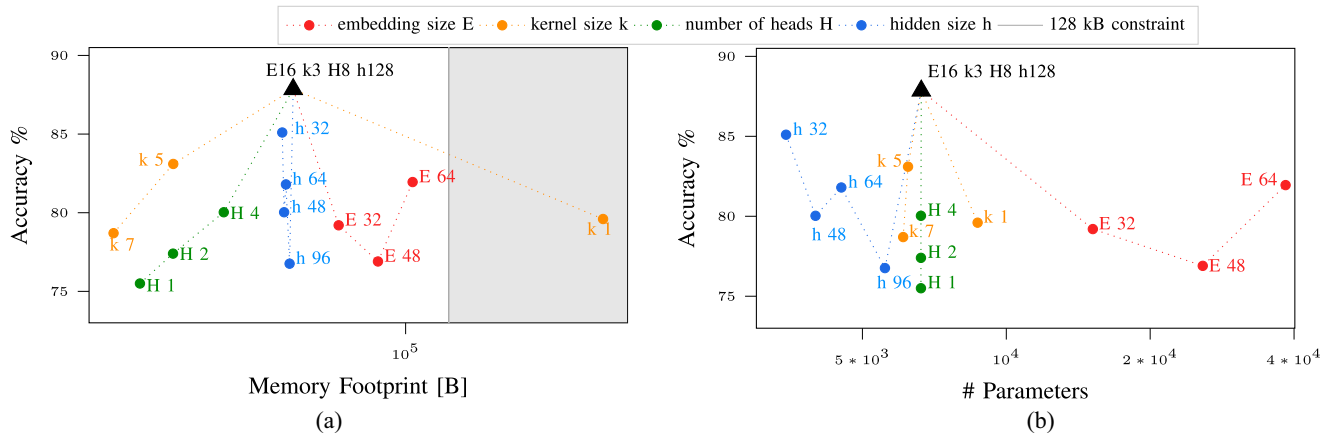 embedding size E kernel size k number of heads H hidden size h 128 kB constraint
90
85
80
75
Accuracy %
E16 k3 H8 h128
h 32
k 5
h 64
E 64
H 4
h 48
E 32
k 1
k 7
H 2
h 96
E 48
H 1
10^5
Memory Footprint [B]
(a)
90
85
80
75
Accuracy %
E16 k3 H8 h128
h 32
k 5
h 64
E 64
H 4
k 1
E 32
h 48
k 7
H 2
E 48
h 96
H 1
5 * 10^3
10^4
2 * 10^4
4 * 10^4
# Parameters
(b)